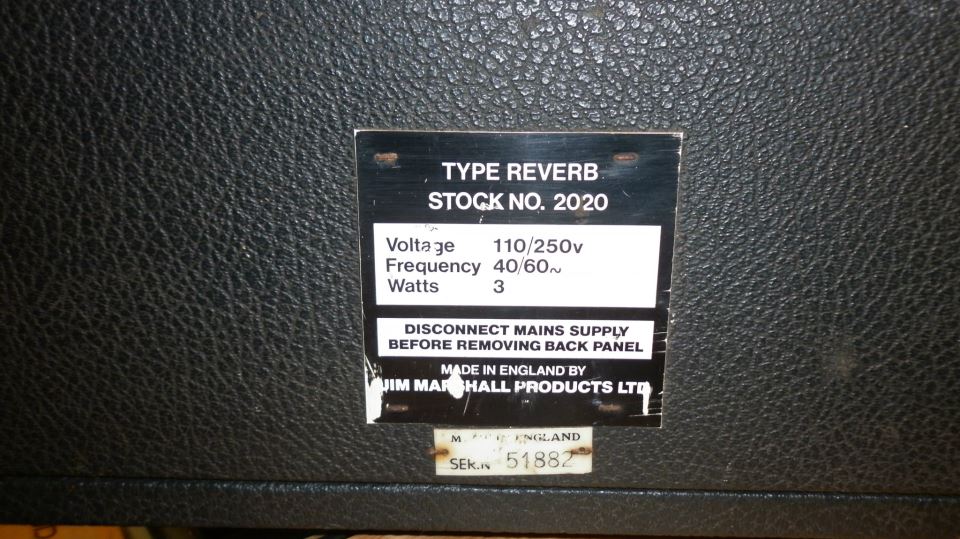 TYPE REVERB
STOCK NO. 2020
Voltage 110/250v
Frequency 40/60~
Watts 3
DISCONNECT MAINS SUPPLY
BEFORE REMOVING BACK PANEL
MADE IN ENGLAND BY
JIM MARSHALL PRODUCTS LTD
ENGLAND
SER.N 51882